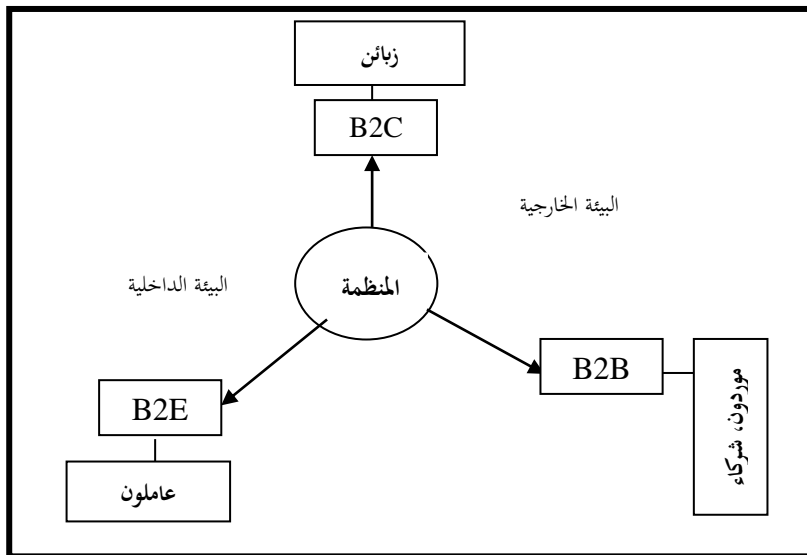 زبائن
B2C
البيئة الخارجية
المنظمة
البيئة الداخلية
B2B
موردون، شركاء
B2E
عاملون